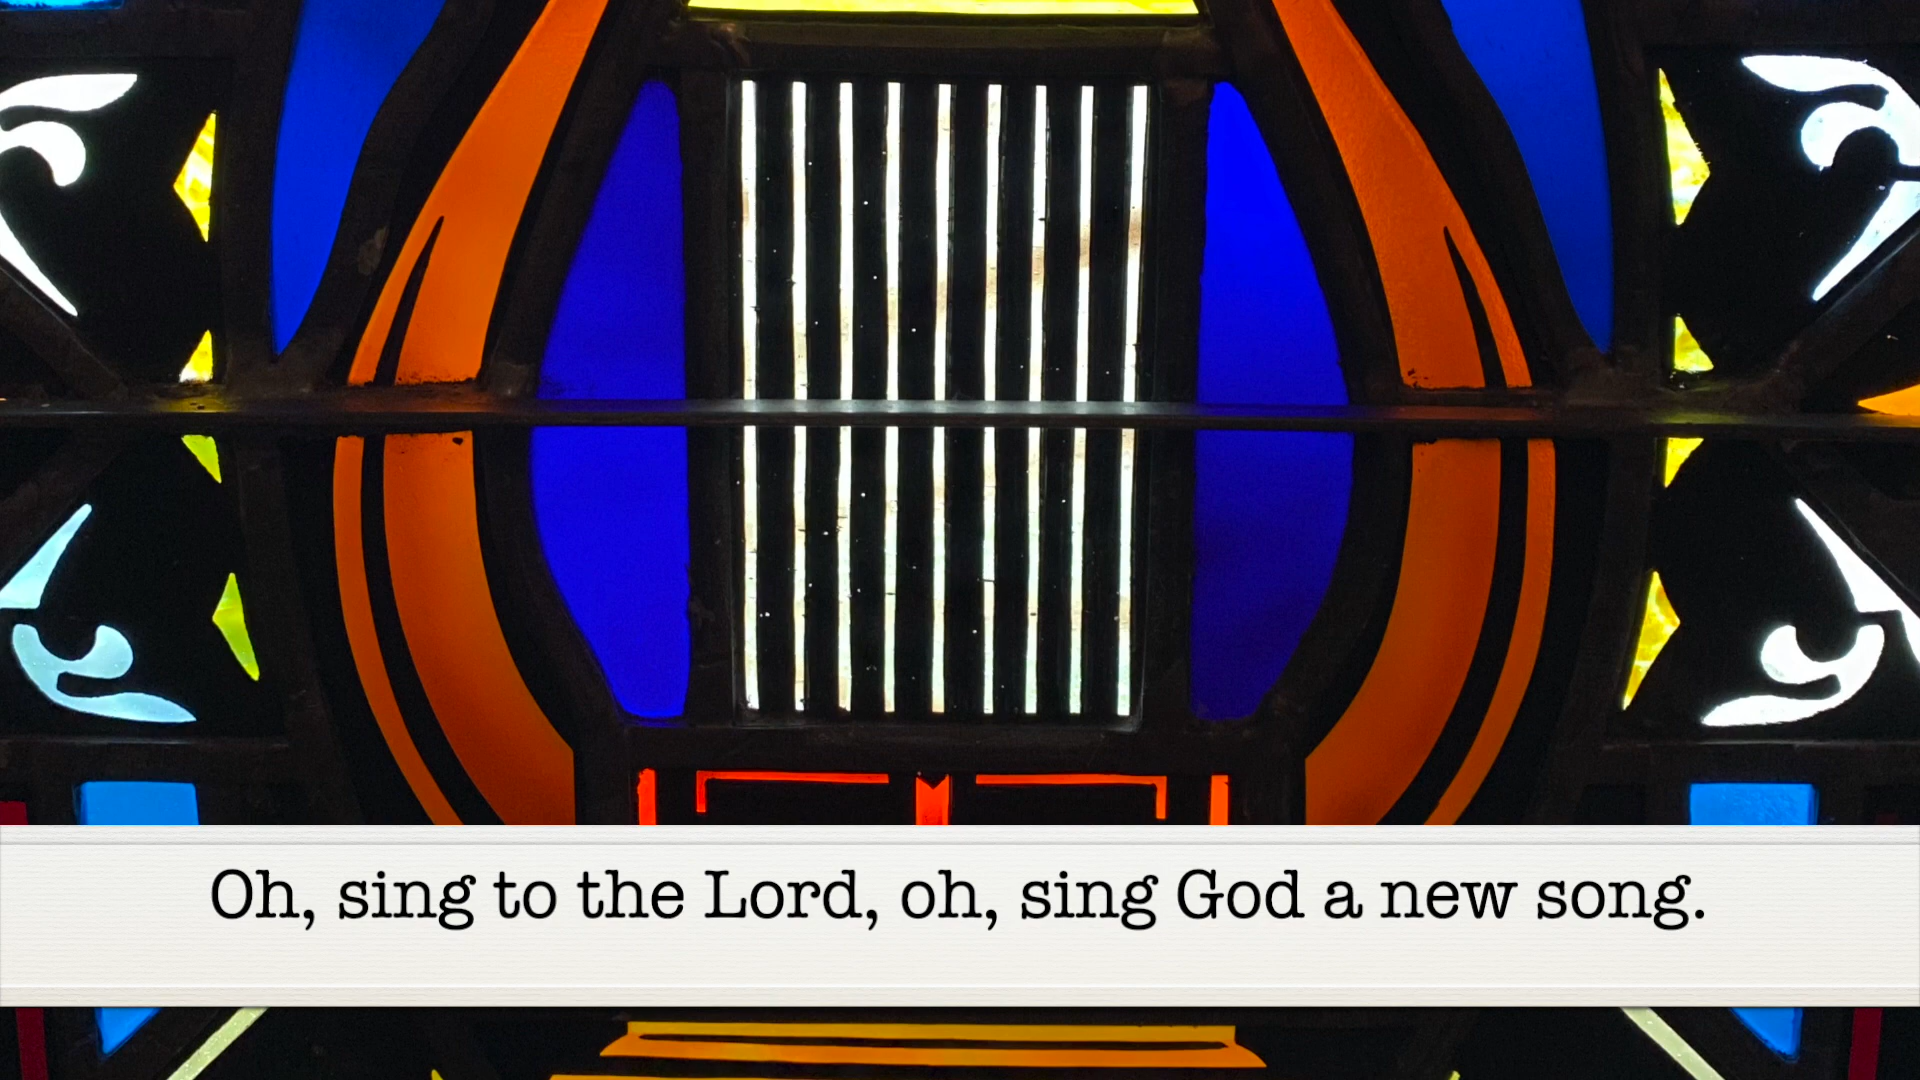 Oh, sing to the Lord, oh, sing God a new song.